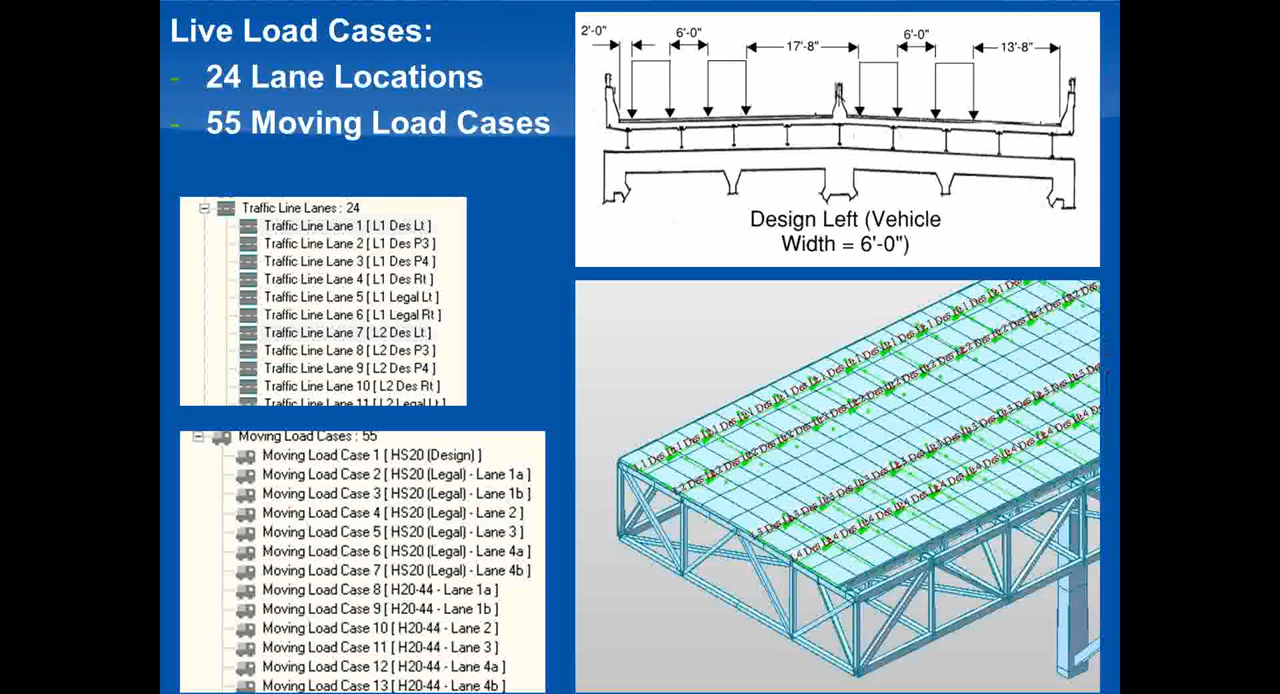 Live Load Cases:
- 24 Lane Locations
- 55 Moving Load Cases
2'-0"
6'-0"
17'-8"
6'-0"
13'-8"
Design Left (Vehicle
Width = 6'-0")
Traffic Line Lanes : 24
Traffic Line Lane 1 [ L1 Des Lt ]
Traffic Line Lane 2 [ L1 Des P3 ]
Traffic Line Lane 3 [ L1 Des P4 ]
Traffic Line Lane 4 [ L1 Des Rt ]
Traffic Line Lane 5 [ L1 Legal Lt ]
Traffic Line Lane 6 [ L1 Legal Rt ]
Traffic Line Lane 7 [ L2 Des Lt ]
Traffic Line Lane 8 [ L2 Des P3 ]
Traffic Line Lane 9 [ L2 Des P4 ]
Traffic Line Lane 10 [ L2 Des Rt ]
Traffic Line Lane 11 [ L2 Legal Lt ]
Moving Load Cases : 55
Moving Load Case 1 [ HS20 (Design) ]
Moving Load Case 2 [ HS20 (Legal) - Lane 1a ]
Moving Load Case 3 [ HS20 (Legal) - Lane 1b ]
Moving Load Case 4 [ HS20 (Legal) - Lane 2 ]
Moving Load Case 5 [ HS20 (Legal) - Lane 3 ]
Moving Load Case 6 [ HS20 (Legal) - Lane 4a ]
Moving Load Case 7 [ HS20 (Legal) - Lane 4b ]
Moving Load Case 8 [ H20-44 - Lane 1a ]
Moving Load Case 9 [ H20-44 - Lane 1b ]
Moving Load Case 10 [ H20-44 - Lane 2 ]
Moving Load Case 11 [ H20-44 - Lane 3 ]
Moving Load Case 12 [ H20-44 - Lane 4a ]
Moving Load Case 13 [ H20-44 - Lane 4b ]